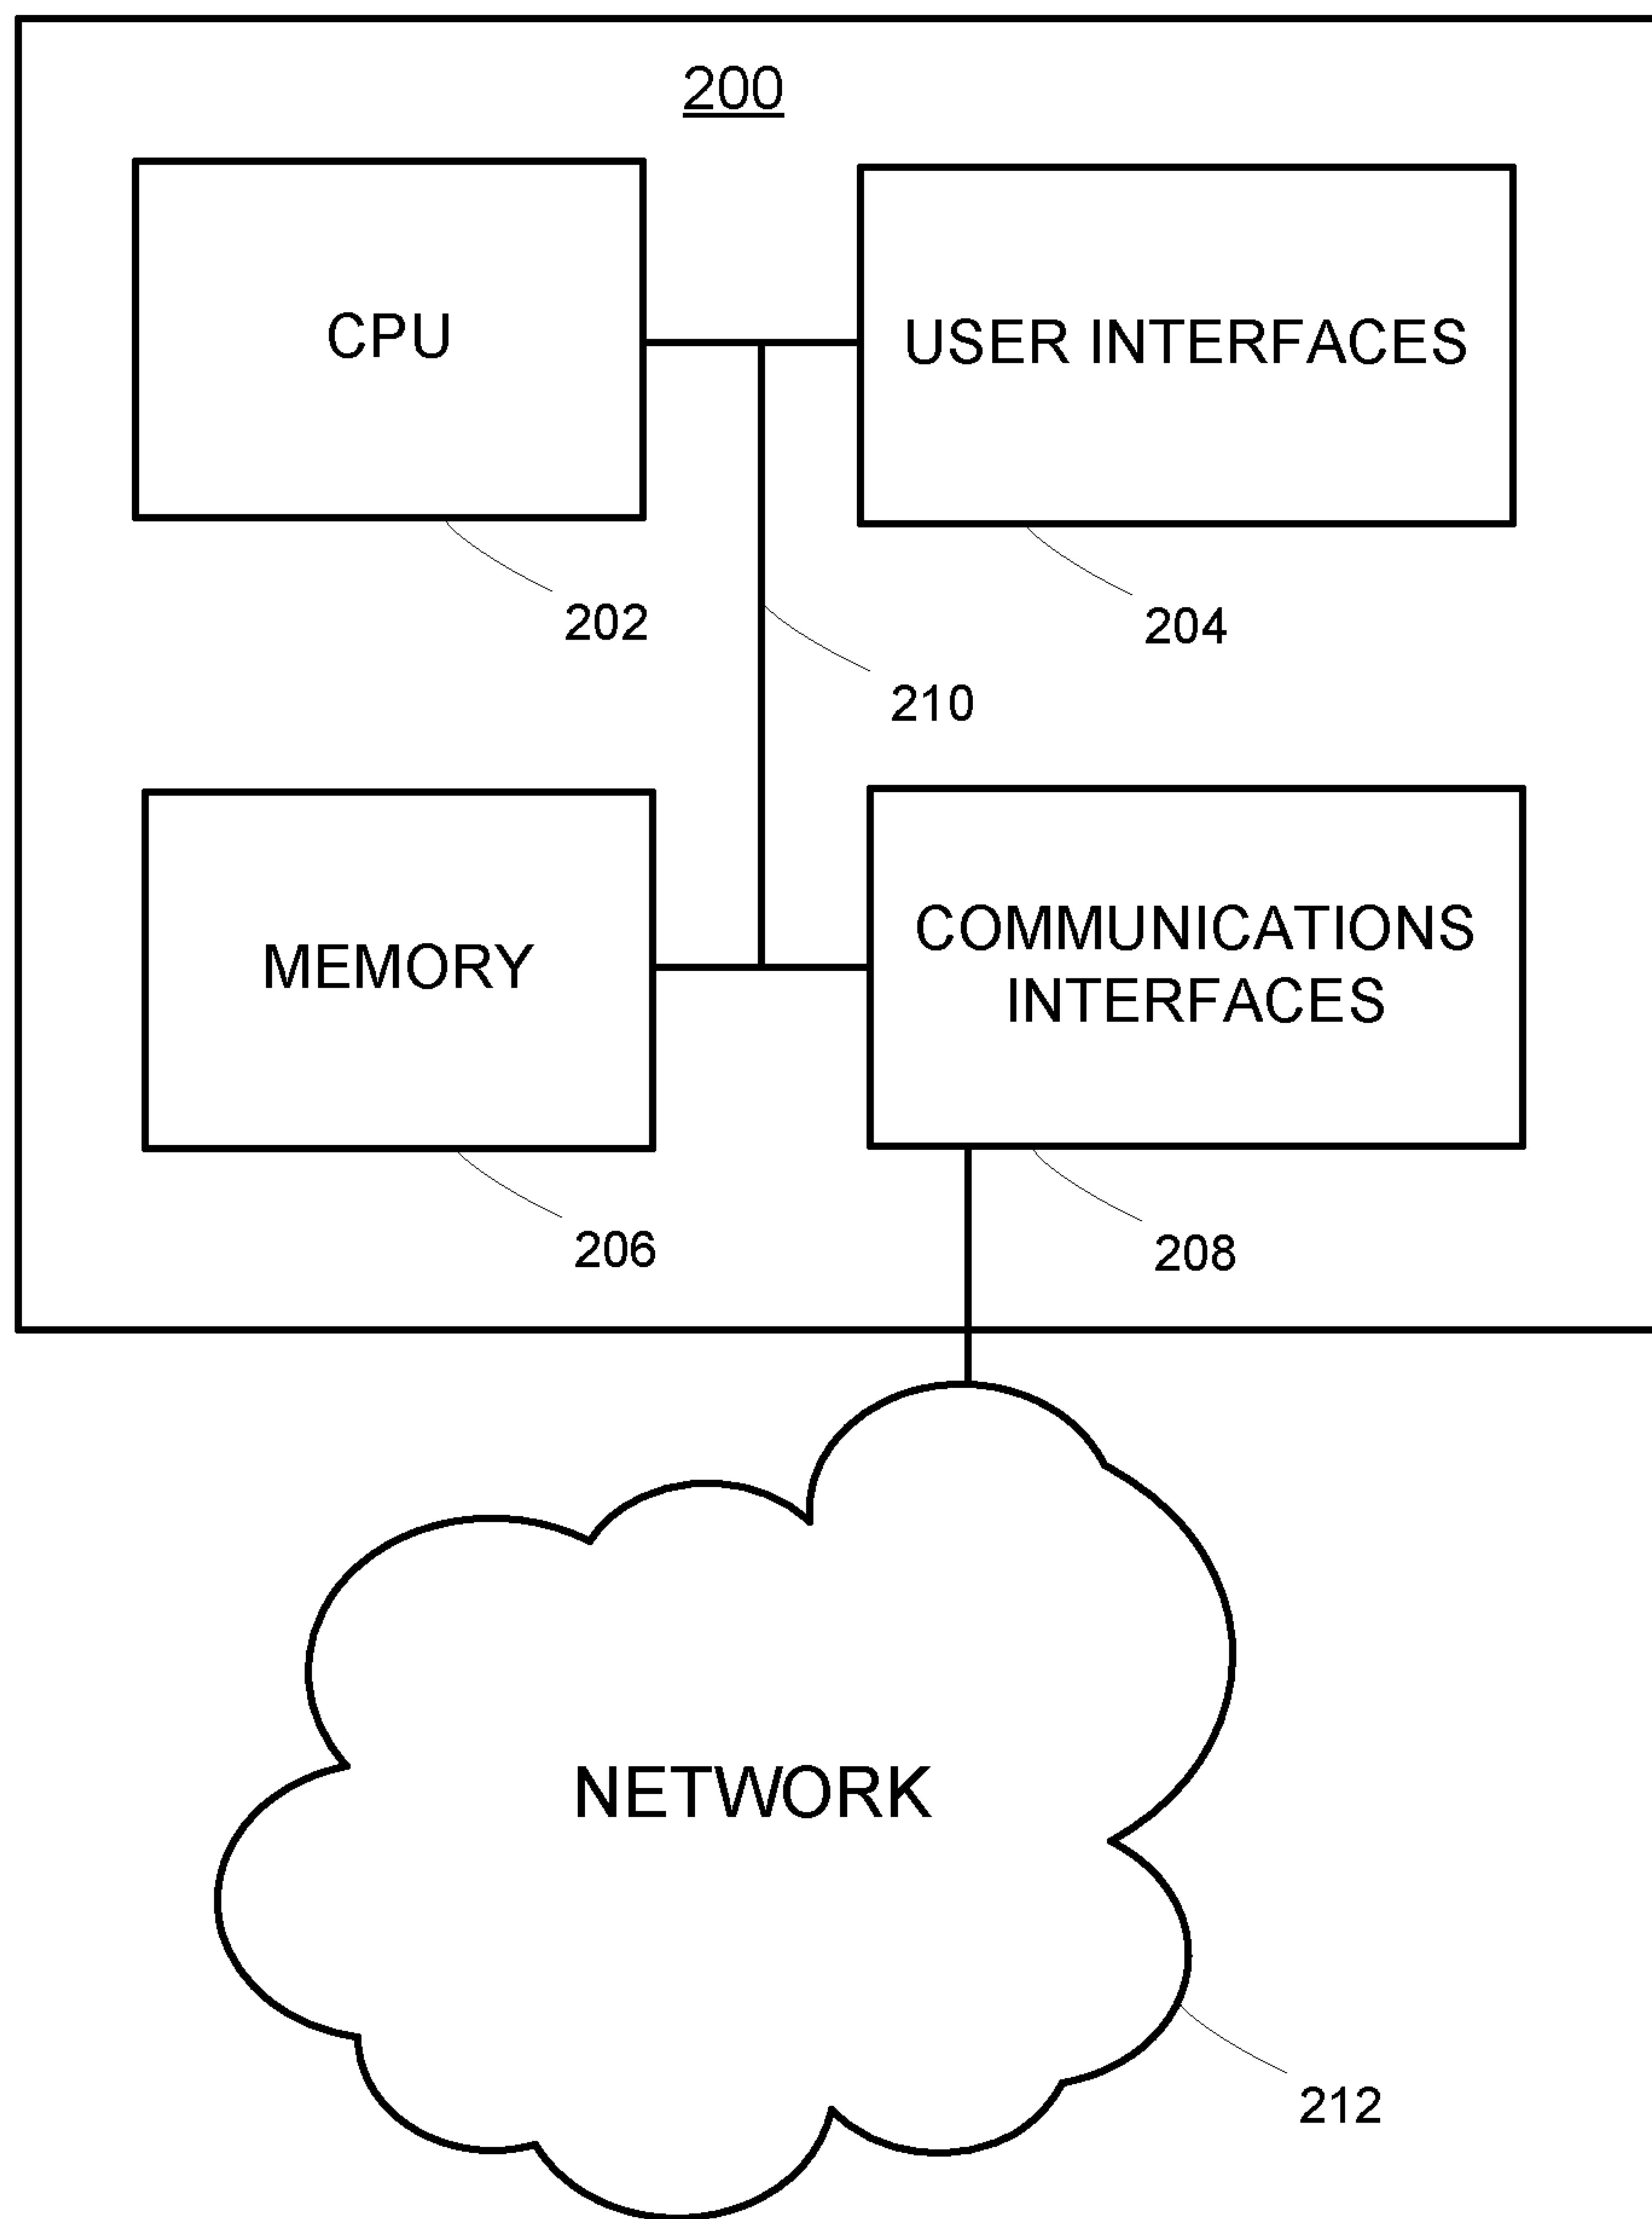 200
CPU
USER INTERFACES
202
204
210
MEMORY
COMMUNICATIONS
INTERFACES
206
208
NETWORK
212